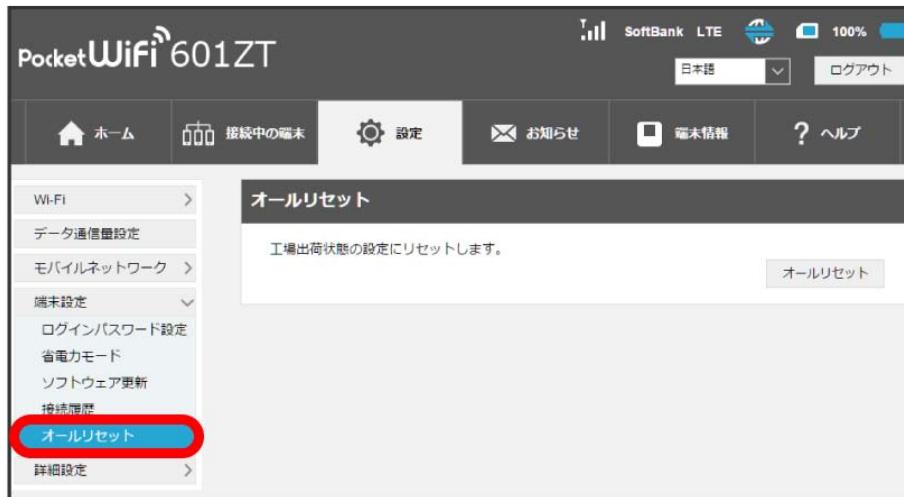 SoftBank LTE 100%
PocketWiFi 601ZT
日本語 ログアウト
ホーム 接続中の端末 設定 お知らせ 端末情報 ? ヘルプ
Wi-Fi
オールリセット
データ通信量設定
工場出荷状態の設定にリセットします。
モバイルネットワーク
オールリセット
端末設定
ログインパスワード設定
省電力モード
ソフトウェア更新
接続履歴
オールリセット
詳細設定